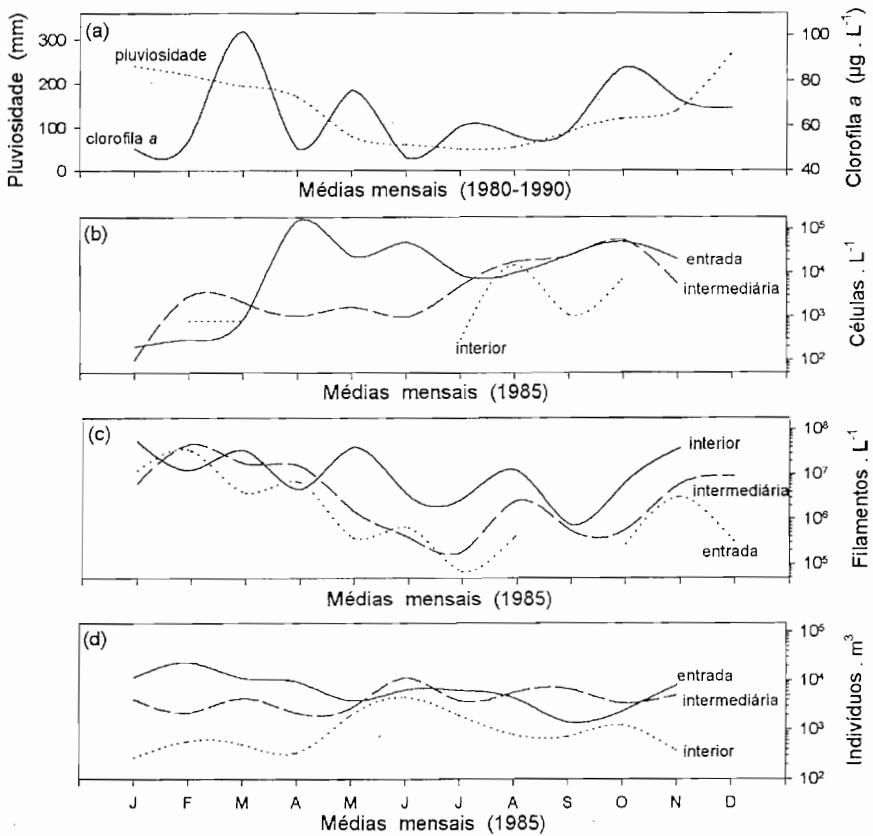 (a)
Pluviosidade (mm)
300
200
100
0
pluviosidade
clorofila a
100
80
60
40
Clorofila a (µg . L⁻¹)
Médias mensais (1980-1990)
(b)
10⁵
10⁴
10³
10²
Células . L⁻¹
entrada
intermediária
interior
Médias mensais (1985)
(c)
10⁸
10⁷
10⁶
10⁵
Filamentos . L⁻¹
interior
intermediária
entrada
Médias mensais (1985)
(d)
10⁵
10⁴
10³
10²
Indivíduos . m³
entrada
intermediária
interior
J F M A M J J A S O N D
Médias mensais (1985)